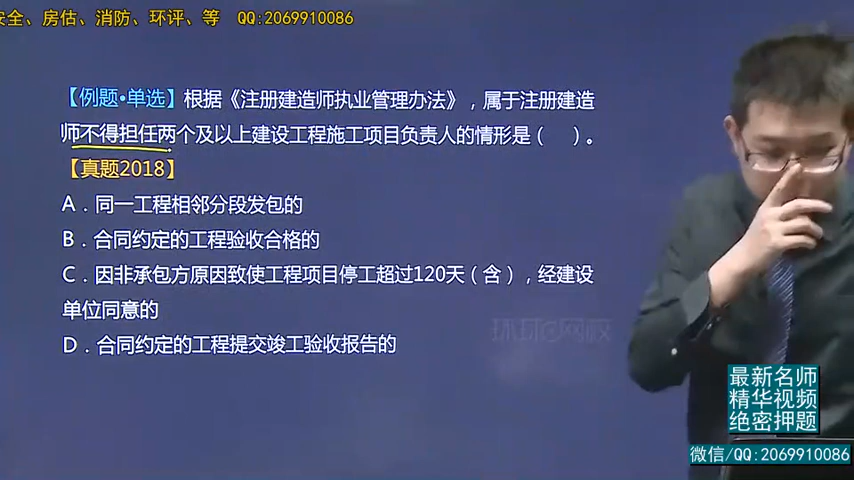 安全、房估、消防、环评、等 QQ:2069910086
【例题•单选】根据《注册建造师执业管理办法》，属于注册建造
师不得担任两个及以上建设工程施工项目负责人的情形是（ ）。
【真题2018】
A．同一工程相邻分段发包的
B．合同约定的工程验收合格的
C．因非承包方原因致使工程项目停工超过120天（含），经建设
单位同意的
D．合同约定的工程提交竣工验收报告的
环球网校
最新名师
精华视频
绝密押题
微信/QQ:2069910086